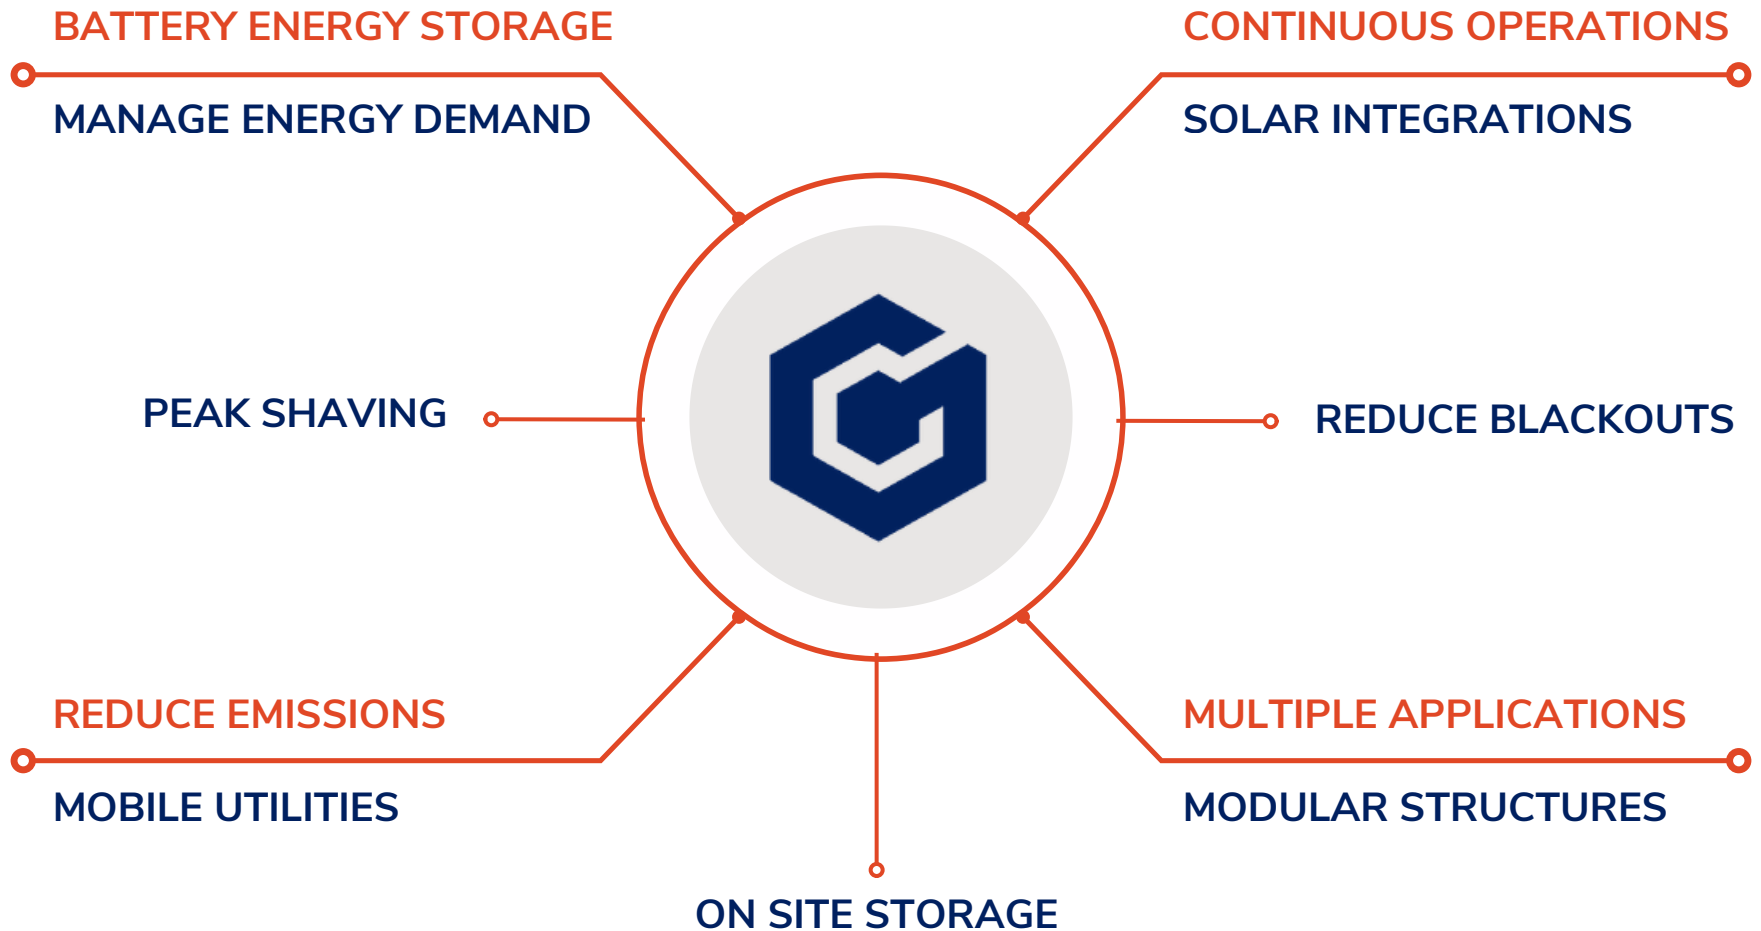 BATTERY ENERGY STORAGE
MANAGE ENERGY DEMAND
CONTINUOUS OPERATIONS
SOLAR INTEGRATIONS
PEAK SHAVING
REDUCE BLACKOUTS
REDUCE EMISSIONS
MOBILE UTILITIES
MULTIPLE APPLICATIONS
MODULAR STRUCTURES
ON SITE STORAGE